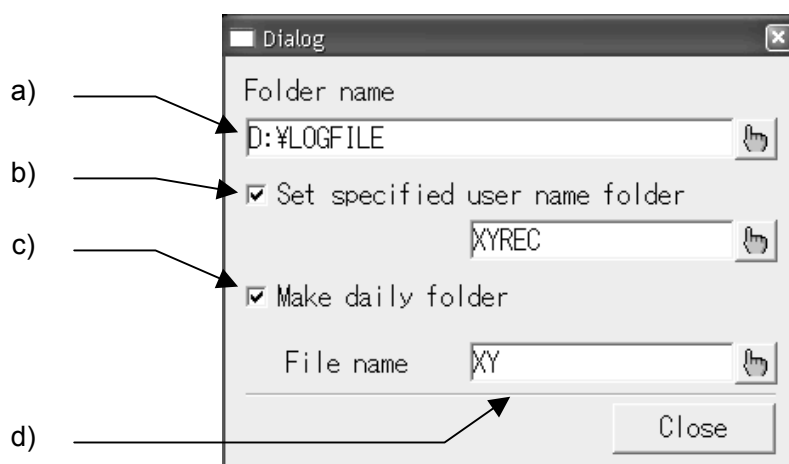 Dialog
a)
Folder name
D:¥LOGFILE
b)
Set specified user name folder
XYREC
c)
Make daily folder
File name XY
d)
Close